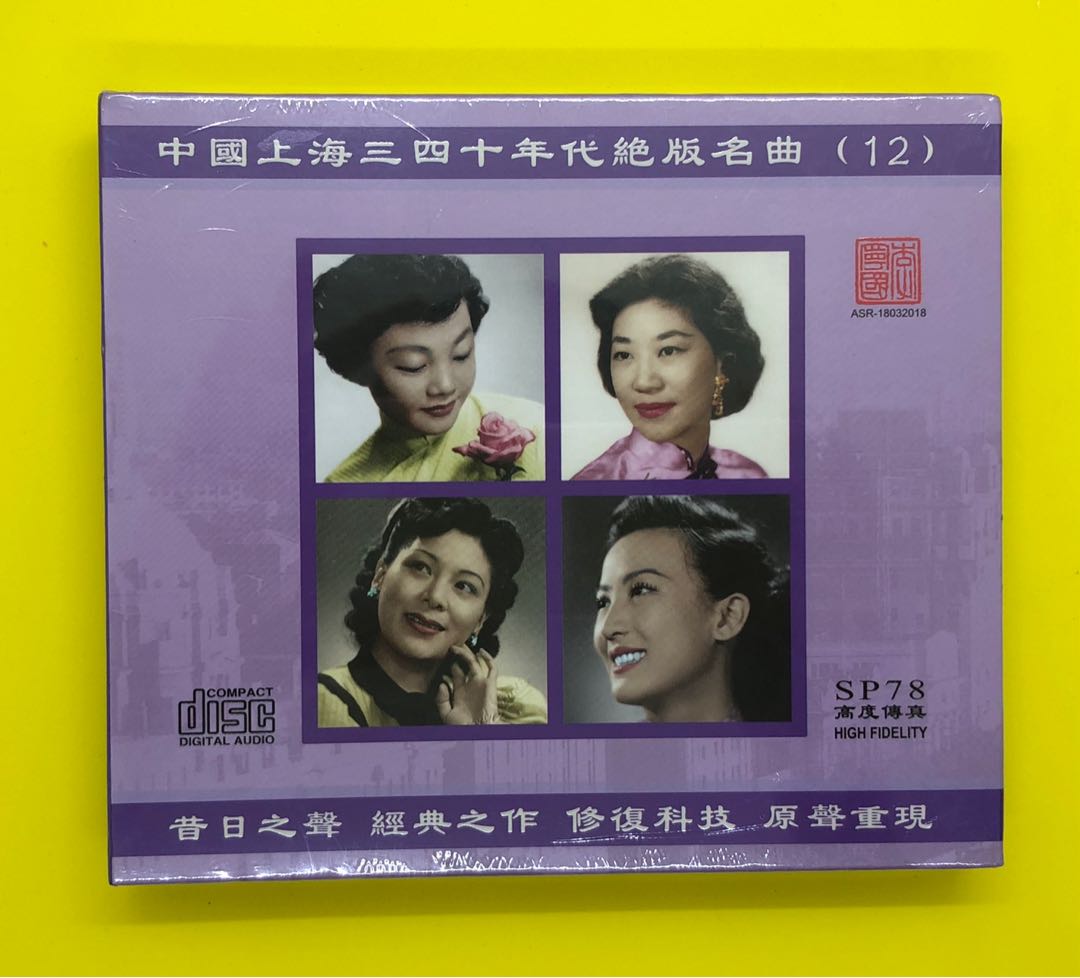 中國上海三四十年代絕版名曲（12）
ASR-18032018
COMPACT
disc
DIGITAL AUDIO
SP78
高度傳真
HIGH FIDELITY
昔日之聲 經典之作 修復科技 原聲重現